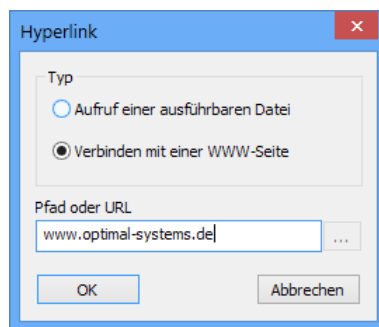 Hyperlink
Typ
Aufruf einer ausführbaren Datei
Verbinden mit einer WWW-Seite
Pfad oder URL
www.optimal-systems.de
...
OK
Abbrechen